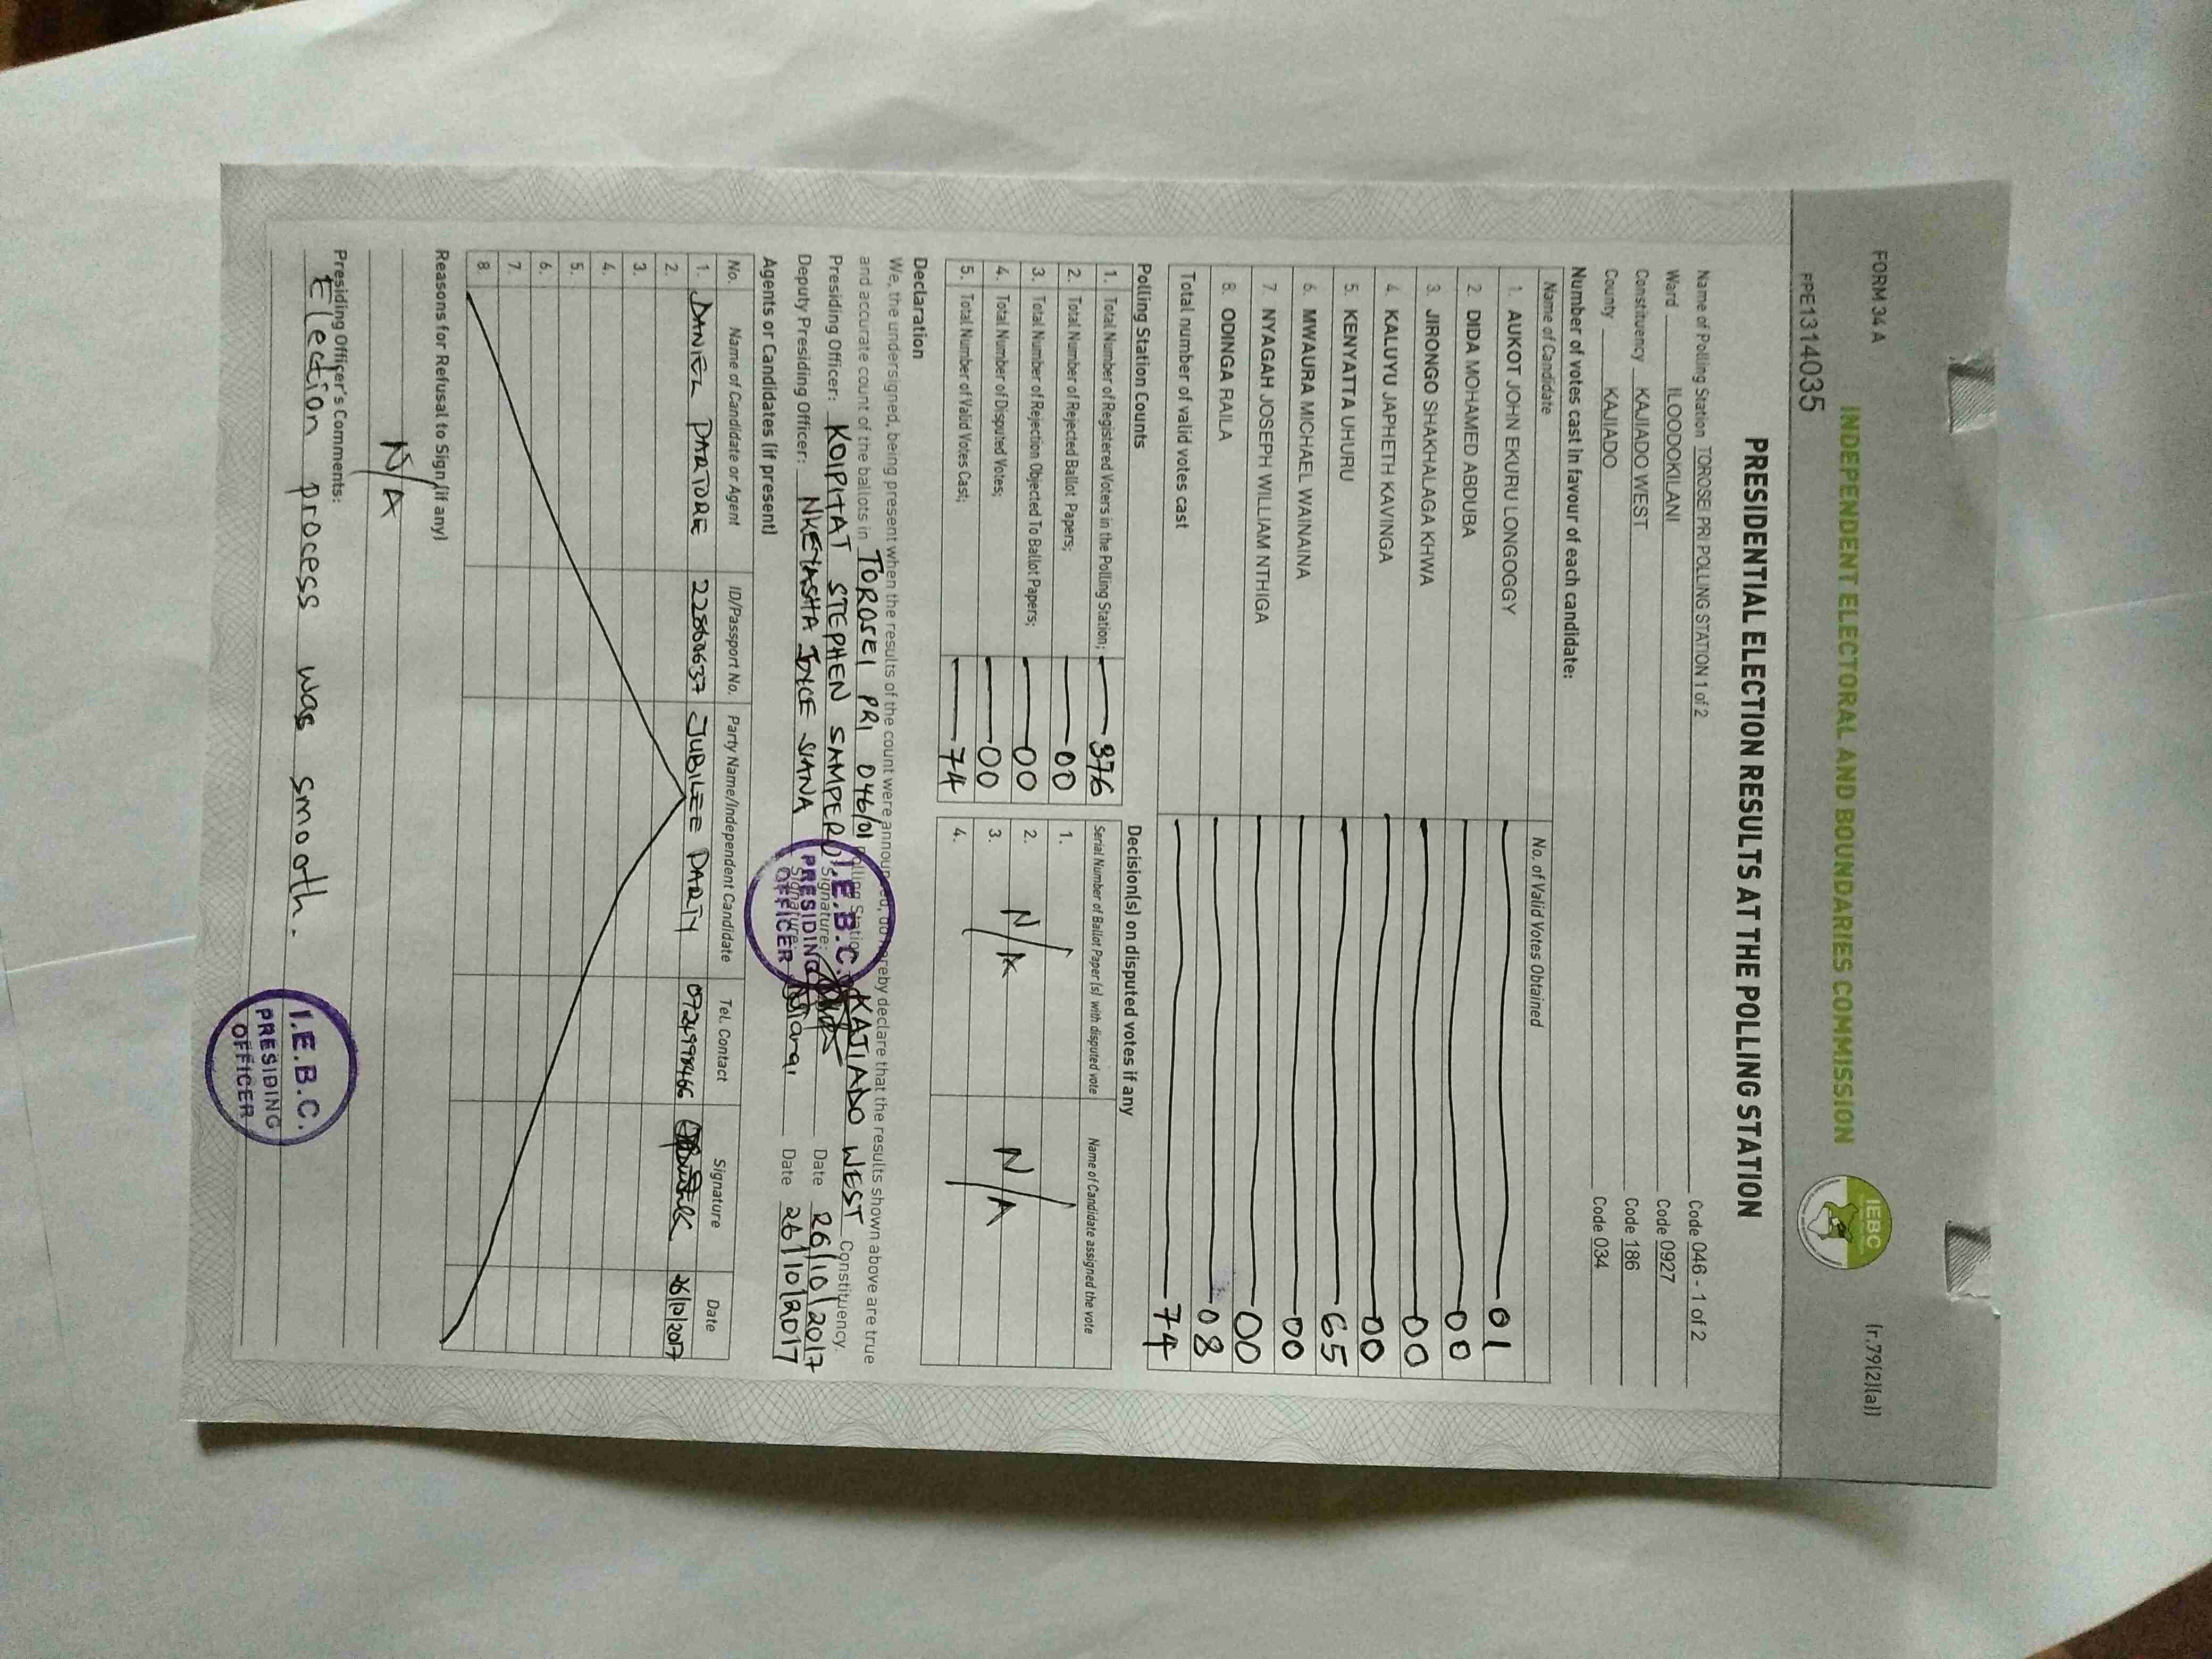 FORM 34 A
(r.79(2)(a))
INDEPENDENT ELECTORAL AND BOUNDARIES COMMISSION
IEBC
PPE1314035
PRESIDENTIAL ELECTION RESULTS AT THE POLLING STATION
Name of Polling Station TOROSEI PRI POLLING STATION 1 of 2 Code 046 - 1 of 2
Ward ILOODOKILANI Code 0927
Constituency KAJIADO WEST Code 186
County KAJIADO Code 034
Number of votes cast in favour of each candidate:
Name of Candidate No. of Valid Votes Obtained
1. AUKOT JOHN EKURU LONGOGGY 01
2. DIDA MOHAMED ABDUBA 00
3. JIRONGO SHAKHALAGA KHWA 00
4. KALUYU JAPHETH KAVINGA 00
5. KENYATTA UHURU 65
6. MWAURA MICHAEL WAINAINA 00
7. NYAGAH JOSEPH WILLIAM NTHIGA 00
8. ODINGA RAILA 08
Total number of valid votes cast 74
Polling Station Counts
1. Total Number of Registered Voters in the Polling Station; 376
2. Total Number of Rejected Ballot Papers; 00
3. Total Number of Rejection Objected To Ballot Papers; 00
4. Total Number of Disputed Votes; 00
5. Total Number of Valid Votes Cast; 74
Decision(s) on disputed votes if any
Serial Number of Ballot Paper(s) with disputed vote Name of Candidate assigned the vote
1.
2. N/A N/A
3.
4.
Declaration
We, the undersigned, being present when the results of the count were announced, do hereby declare that the results shown above are true
and accurate count of the ballots in TOROSEI PRI 046/01 Polling Station KAJIADO WEST Constituency.
Presiding Officer: KOIPITAT STEPHEN SAMPERU Signature: Date 26/10/2017
Deputy Presiding Officer: NKETASHA JOYCE SIANA Signature: Date 26/10/2017
I.E.B.C.
PRESIDING
OFFICER
Agents or Candidates (if present)
No. Name of Candidate or Agent ID/Passport No. Party Name/Independent Candidate Tel. Contact Signature Date
1. DANIEL PARTORE 22860637 JUBILEE PARTY 0724998466 26/10/2017
2.
3.
4.
5.
6.
7.
8.
Reasons for Refusal to Sign (if any)
N/A
Presiding Officer's Comments:
Election process was smooth.
I.E.B.C.
PRESIDING
OFFICER